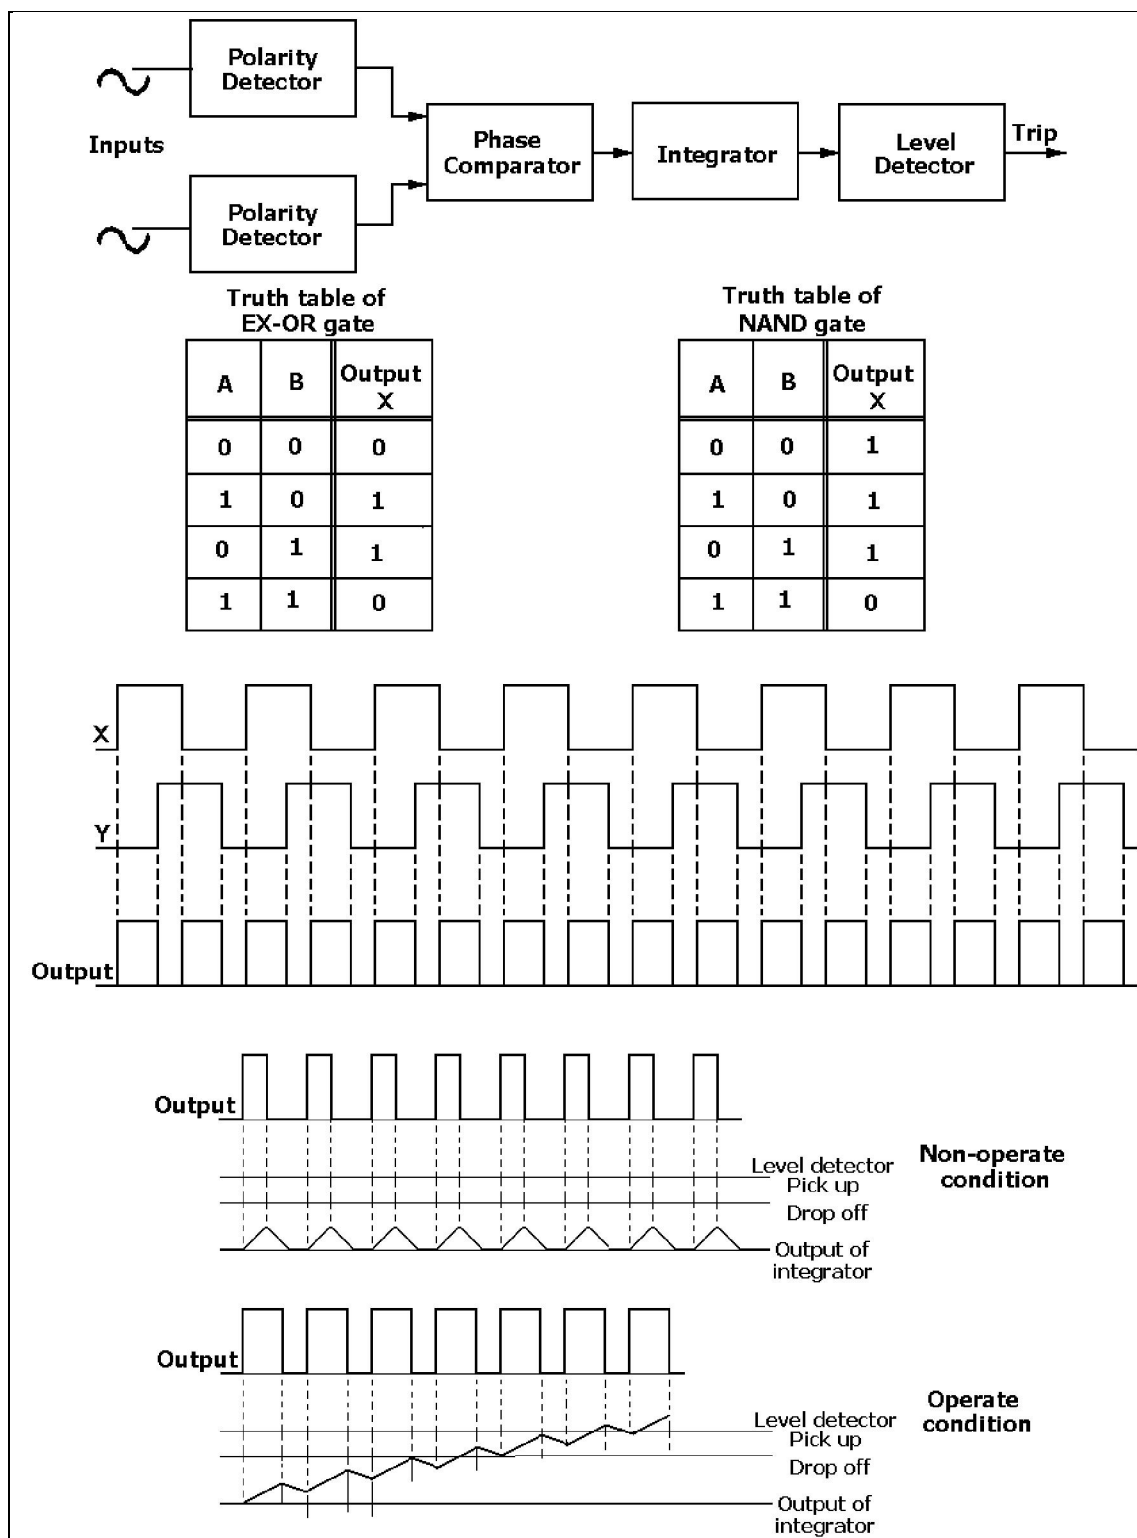 Polarity
Detector
Inputs
Polarity
Detector
Phase
Comparator
Integrator
Level
Detector
Trip
Truth table of
EX-OR gate
A B Output
X
0 0 0
1 0 1
0 1 1
1 1 0
Truth table of
NAND gate
A B Output
X
0 0 1
1 0 1
0 1 1
1 1 0
X
Y
Output
Output
Level detector
Pick up
Drop off
Output of
integrator
Non-operate
condition
Output
Level detector
Pick up
Drop off
Output of
integrator
Operate
condition